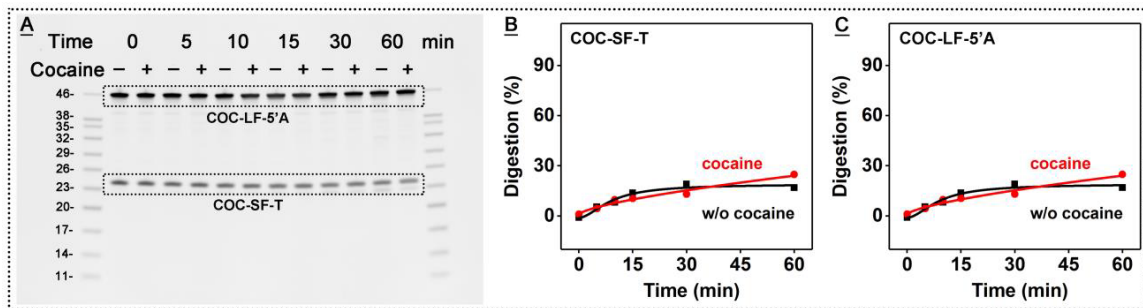 A
Time 0 5 10 15 30 60 min
Cocaine – + – + – + – + – + – +
46-
COC-LF-5'A
38-
35-
32-
29-
26-
23-
COC-SF-T
20-
17-
14-
11-
B
COC-SF-T
Digestion (%)
90
60
30
0
cocaine
w/o cocaine
0 15 30 45 60
Time (min)
C
COC-LF-5'A
Digestion (%)
90
60
30
0
cocaine
w/o cocaine
0 15 30 45 60
Time (min)